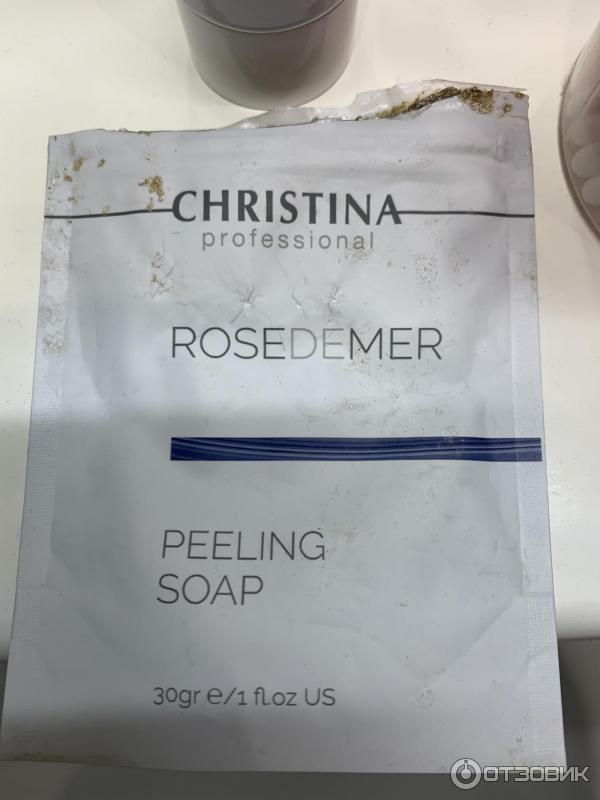 CHRISTINA
professional
ROSEDEMER
PEELING
SOAP
30gr e/1 fl.oz US
ОТЗОВИК